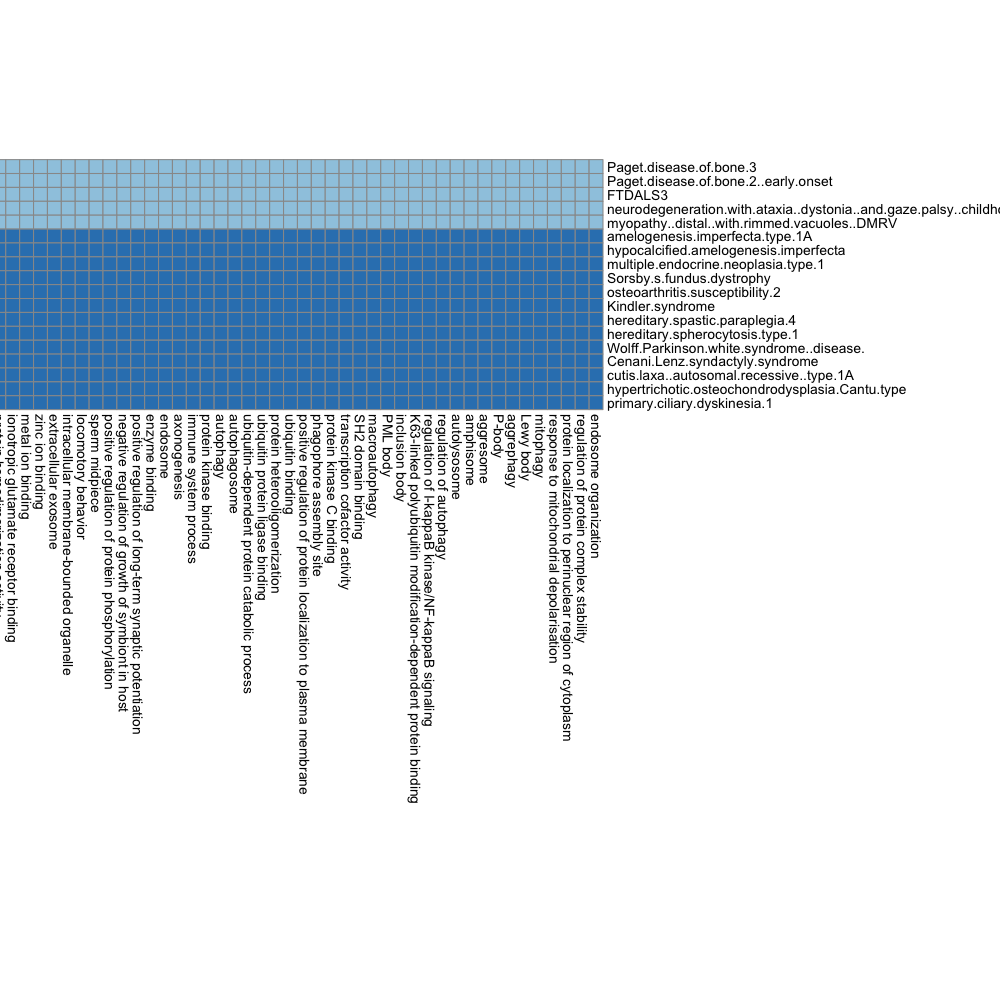 Paget.disease.of.bone.3
Paget.disease.of.bone.2..early.onset
FTDALS3
neurodegeneration.with.ataxia..dystonia..and.gaze.palsy..childho
myopathy..distal..with.rimmed.vacuoles..DMRV
amelogenesis.imperfecta.type.1A
hypocalcified.amelogenesis.imperfecta
multiple.endocrine.neoplasia.type.1
Sorsby.s.fundus.dystrophy
osteoarthritis.susceptibility.2
Kindler.syndrome
hereditary.spastic.paraplegia.4
hereditary.spherocytosis.type.1
Wolff.Parkinson.white.syndrome..disease.
Cenani.Lenz.syndactyly.syndrome
cutis.laxa..autosomal.recessive..type.1A
hypertrichotic.osteochondrodysplasia.Cantu.type
primary.ciliary.dyskinesia.1
ionotropic glutamate receptor binding
metal ion binding
zinc ion binding
extracellular exosome
intracellular membrane-bounded organelle
locomotory behavior
sperm midpiece
positive regulation of protein phosphorylation
negative regulation of growth of symbiont in host
positive regulation of long-term synaptic potentiation
enzyme binding
endosome
axonogenesis
immune system process
protein kinase binding
autophagy
autophagosome
ubiquitin-dependent protein catabolic process
ubiquitin protein ligase binding
protein heterooligomerization
ubiquitin binding
positive regulation of protein localization to plasma membrane
phagophore assembly site
protein kinase C binding
transcription cofactor activity
SH2 domain binding
macroautophagy
PML body
inclusion body
K63-linked polyubiquitin modification-dependent protein binding
regulation of I-kappaB kinase/NF-kappaB signaling
regulation of autophagy
autolysosome
amphisome
aggresome
P-body
aggrephagy
Lewy body
mitophagy
response to mitochondrial depolarisation
protein localization to perinuclear region of cytoplasm
regulation of protein complex stability
endosome organization